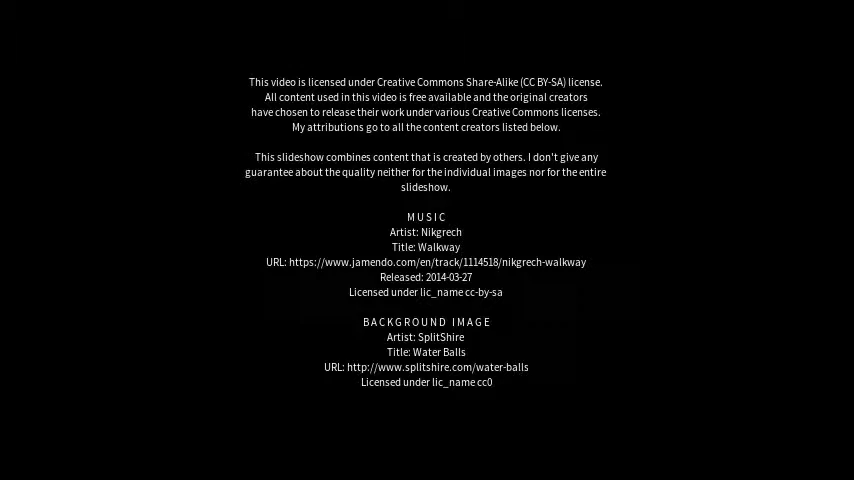 This video is licensed under Creative Commons Share-Alike (CC BY-SA) license.
All content used in this video is free available and the original creators
have chosen to release their work under various Creative Commons licenses.
My attributions go to all the content creators listed below.
This slideshow combines content that is created by others. I don't give any
guarantee about the quality neither for the individual images nor for the entire
slideshow.
MUSIC
Artist: Nikgrech
Title: Walkway
URL: https://www.jamendo.com/en/track/1114518/nikgrech-walkway
Released: 2014-03-27
Licensed under lic_name cc-by-sa
BACKGROUND IMAGE
Artist: SplitShire
Title: Water Balls
URL: http://www.splitshire.com/water-balls
Licensed under lic_name cc0